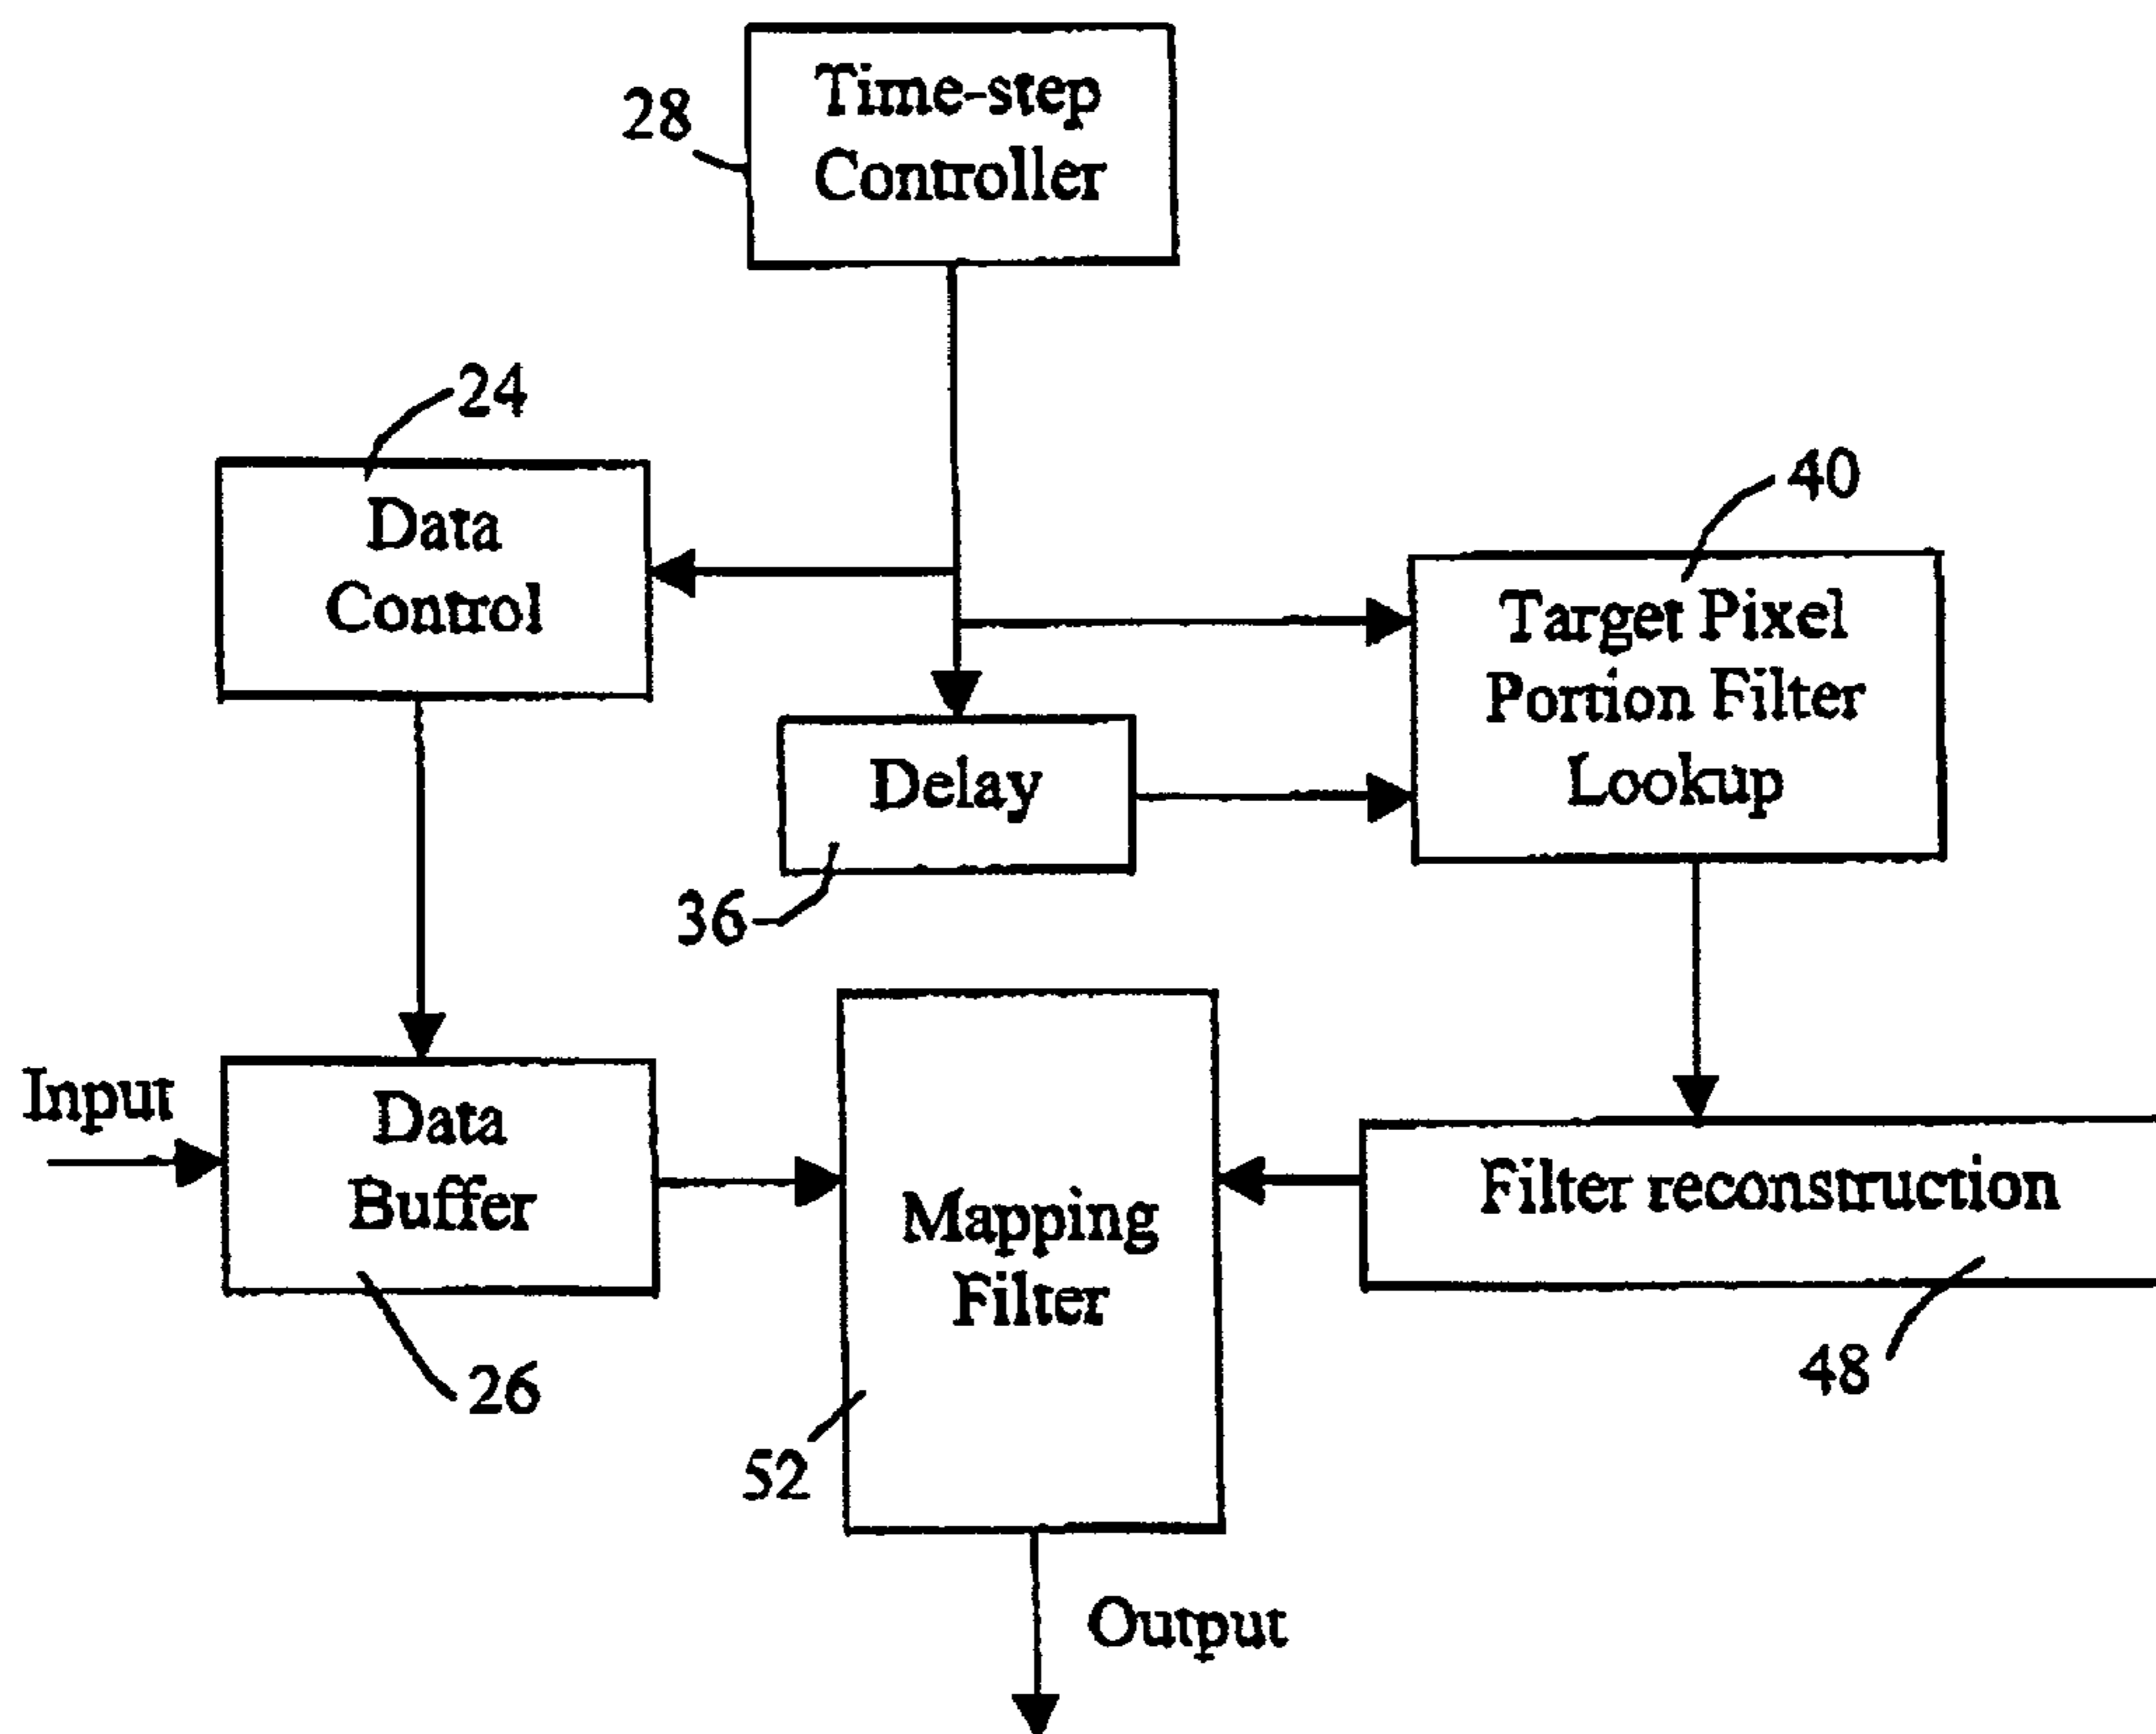 Time-step
Controller
28
24
Data
Control
40
Target Pixel
Portion Filter
Lookup
Delay
36
Input
Data
Buffer
26
Mapping
Filter
52
Filter reconstruction
48
Output